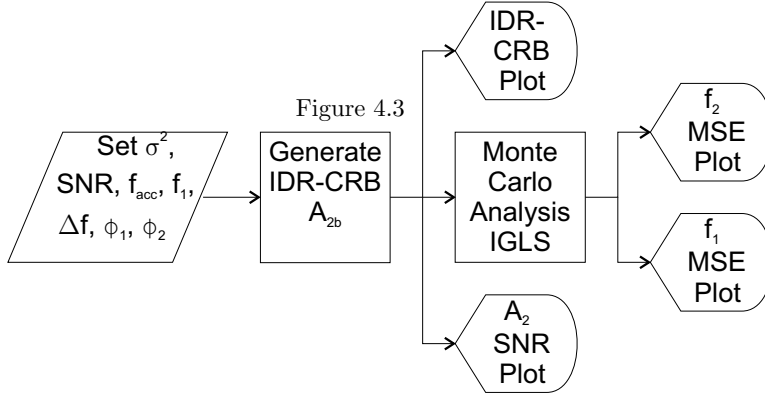 Set σ²,
SNR, f_acc, f₁,
Δf, ϕ₁, ϕ₂
Figure 4.3
Generate
IDR-CRB
A₂b
IDR-
CRB
Plot
Monte
Carlo
Analysis
IGLS
A₂
SNR
Plot
f₂
MSE
Plot
f₁
MSE
Plot